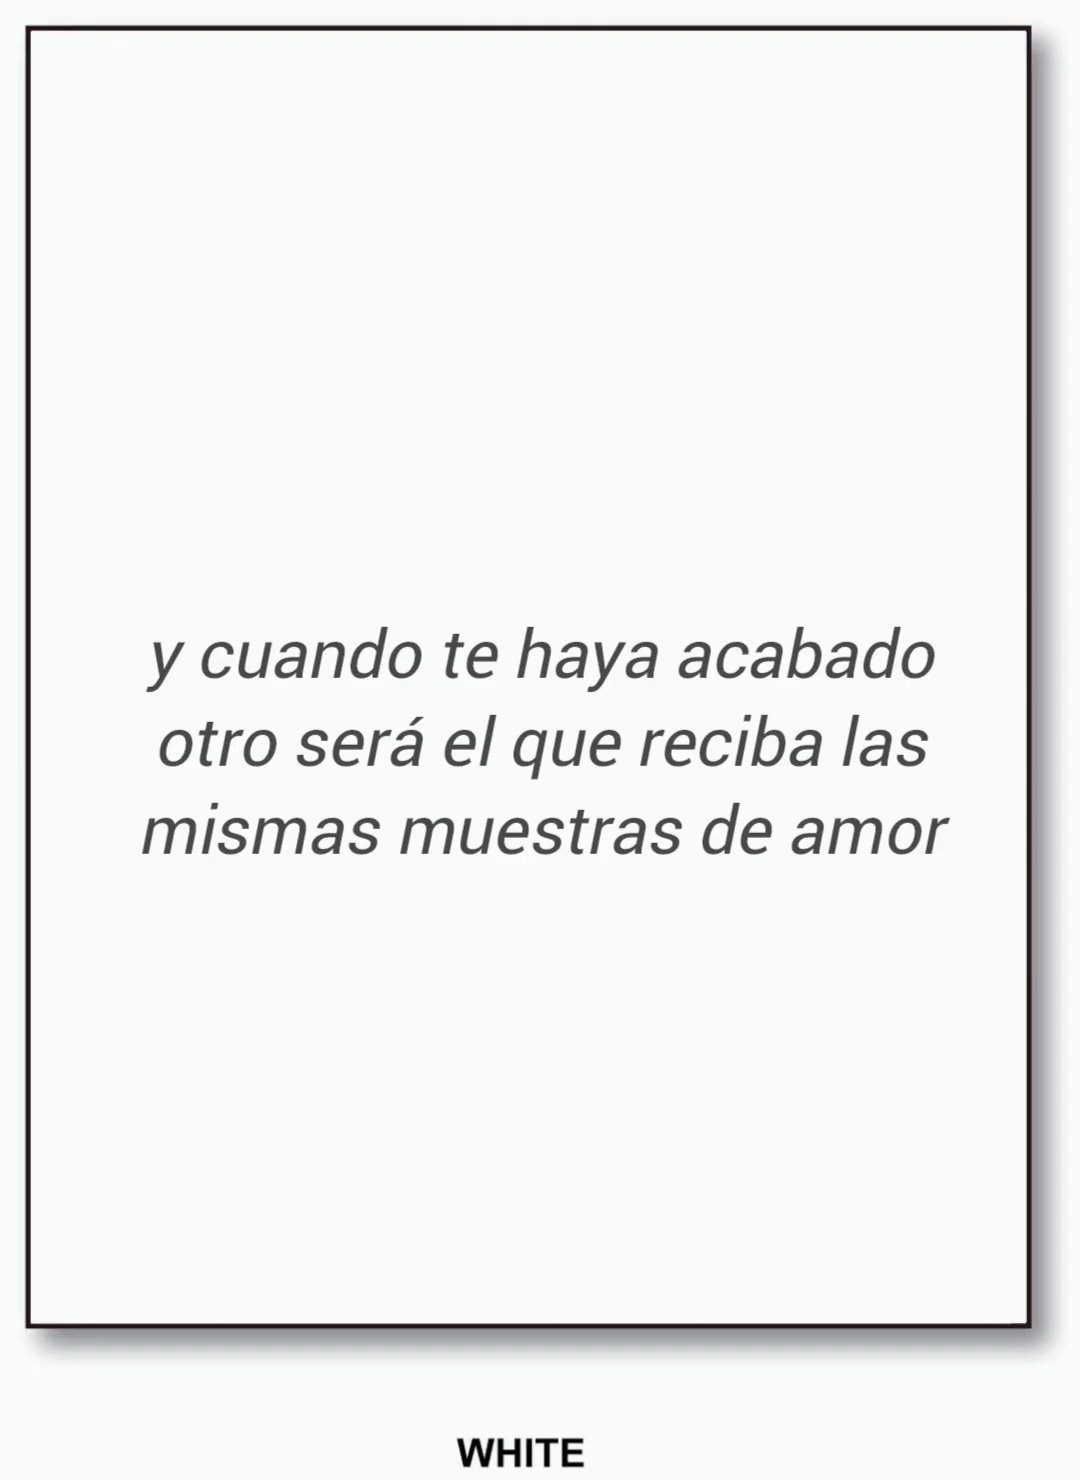 y cuando te haya acabado
otro será el que reciba las
mismas muestras de amor
WHITE